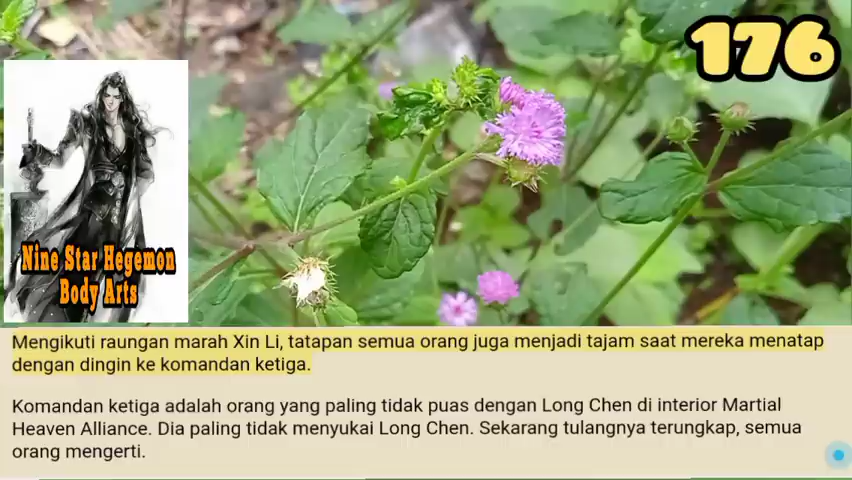 176
Nine Star Hegemon
Body Arts
Mengikuti raungan marah Xin Li, tatapan semua orang juga menjadi tajam saat mereka menatap
dengan dingin ke komandan ketiga.
Komandan ketiga adalah orang yang paling tidak puas dengan Long Chen di interior Martial
Heaven Alliance. Dia paling tidak menyukai Long Chen. Sekarang tulangnya terungkap, semua
orang mengerti.